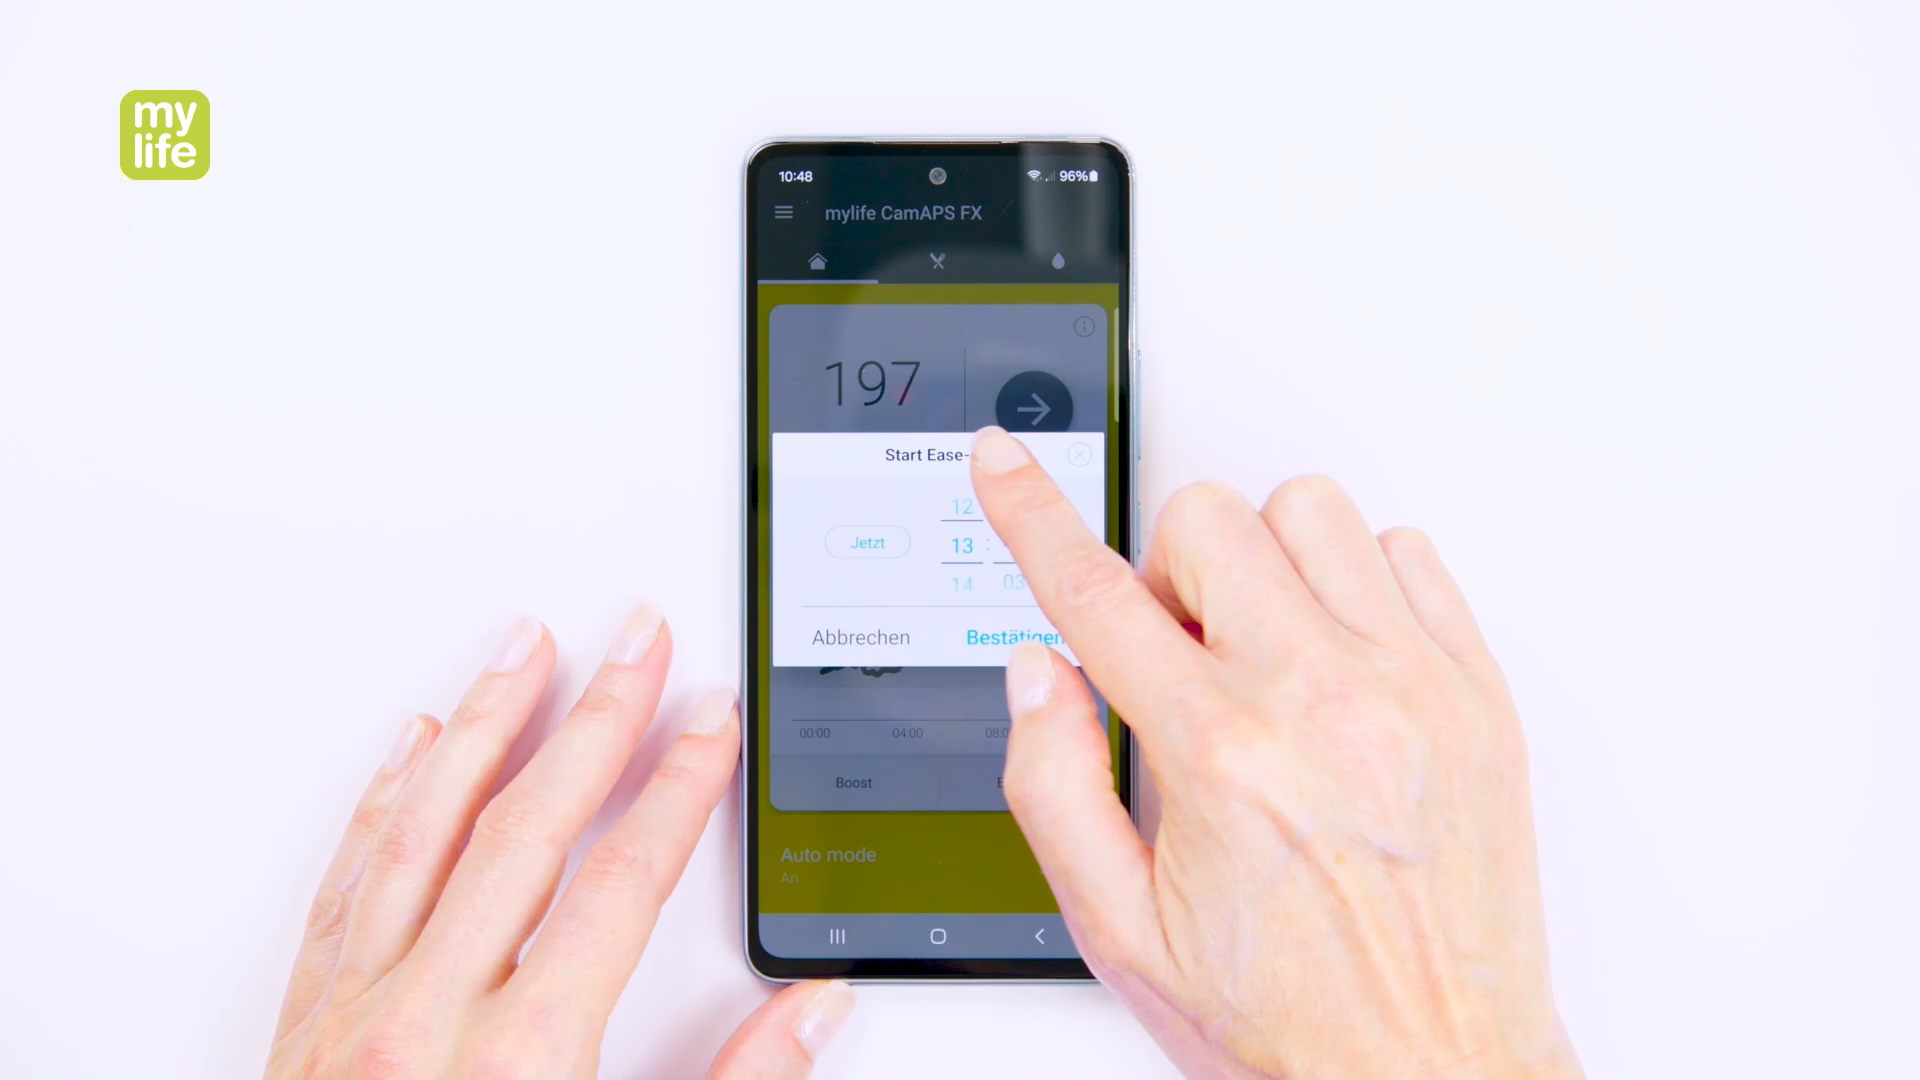 my
life
10:48
96%
mylife CamAPS FX
197
Start Ease-
12
Jetzt
13 :
14 03
Abbrechen Bestätigen
00:00 04:00
Boost
Auto mode
An